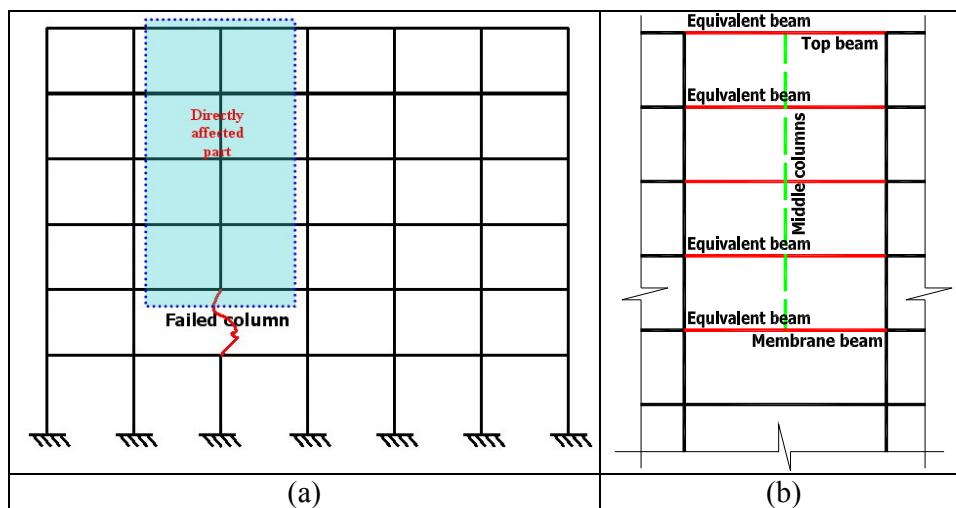 Directly
affected
part
Failed column
(a)
Equivalent beam
Top beam
Equivalent beam
Middle columns
Equivalent beam
Equivalent beam
Membrane beam
(b)